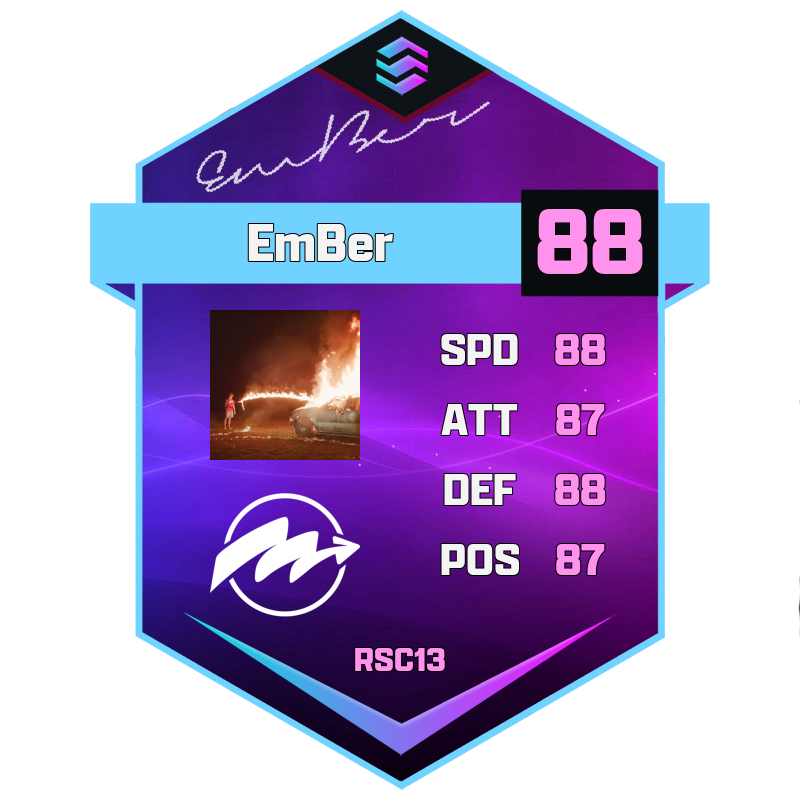 EmBer
EmBer 88
SPD 88
ATT 87
DEF 88
POS 87
RSC13